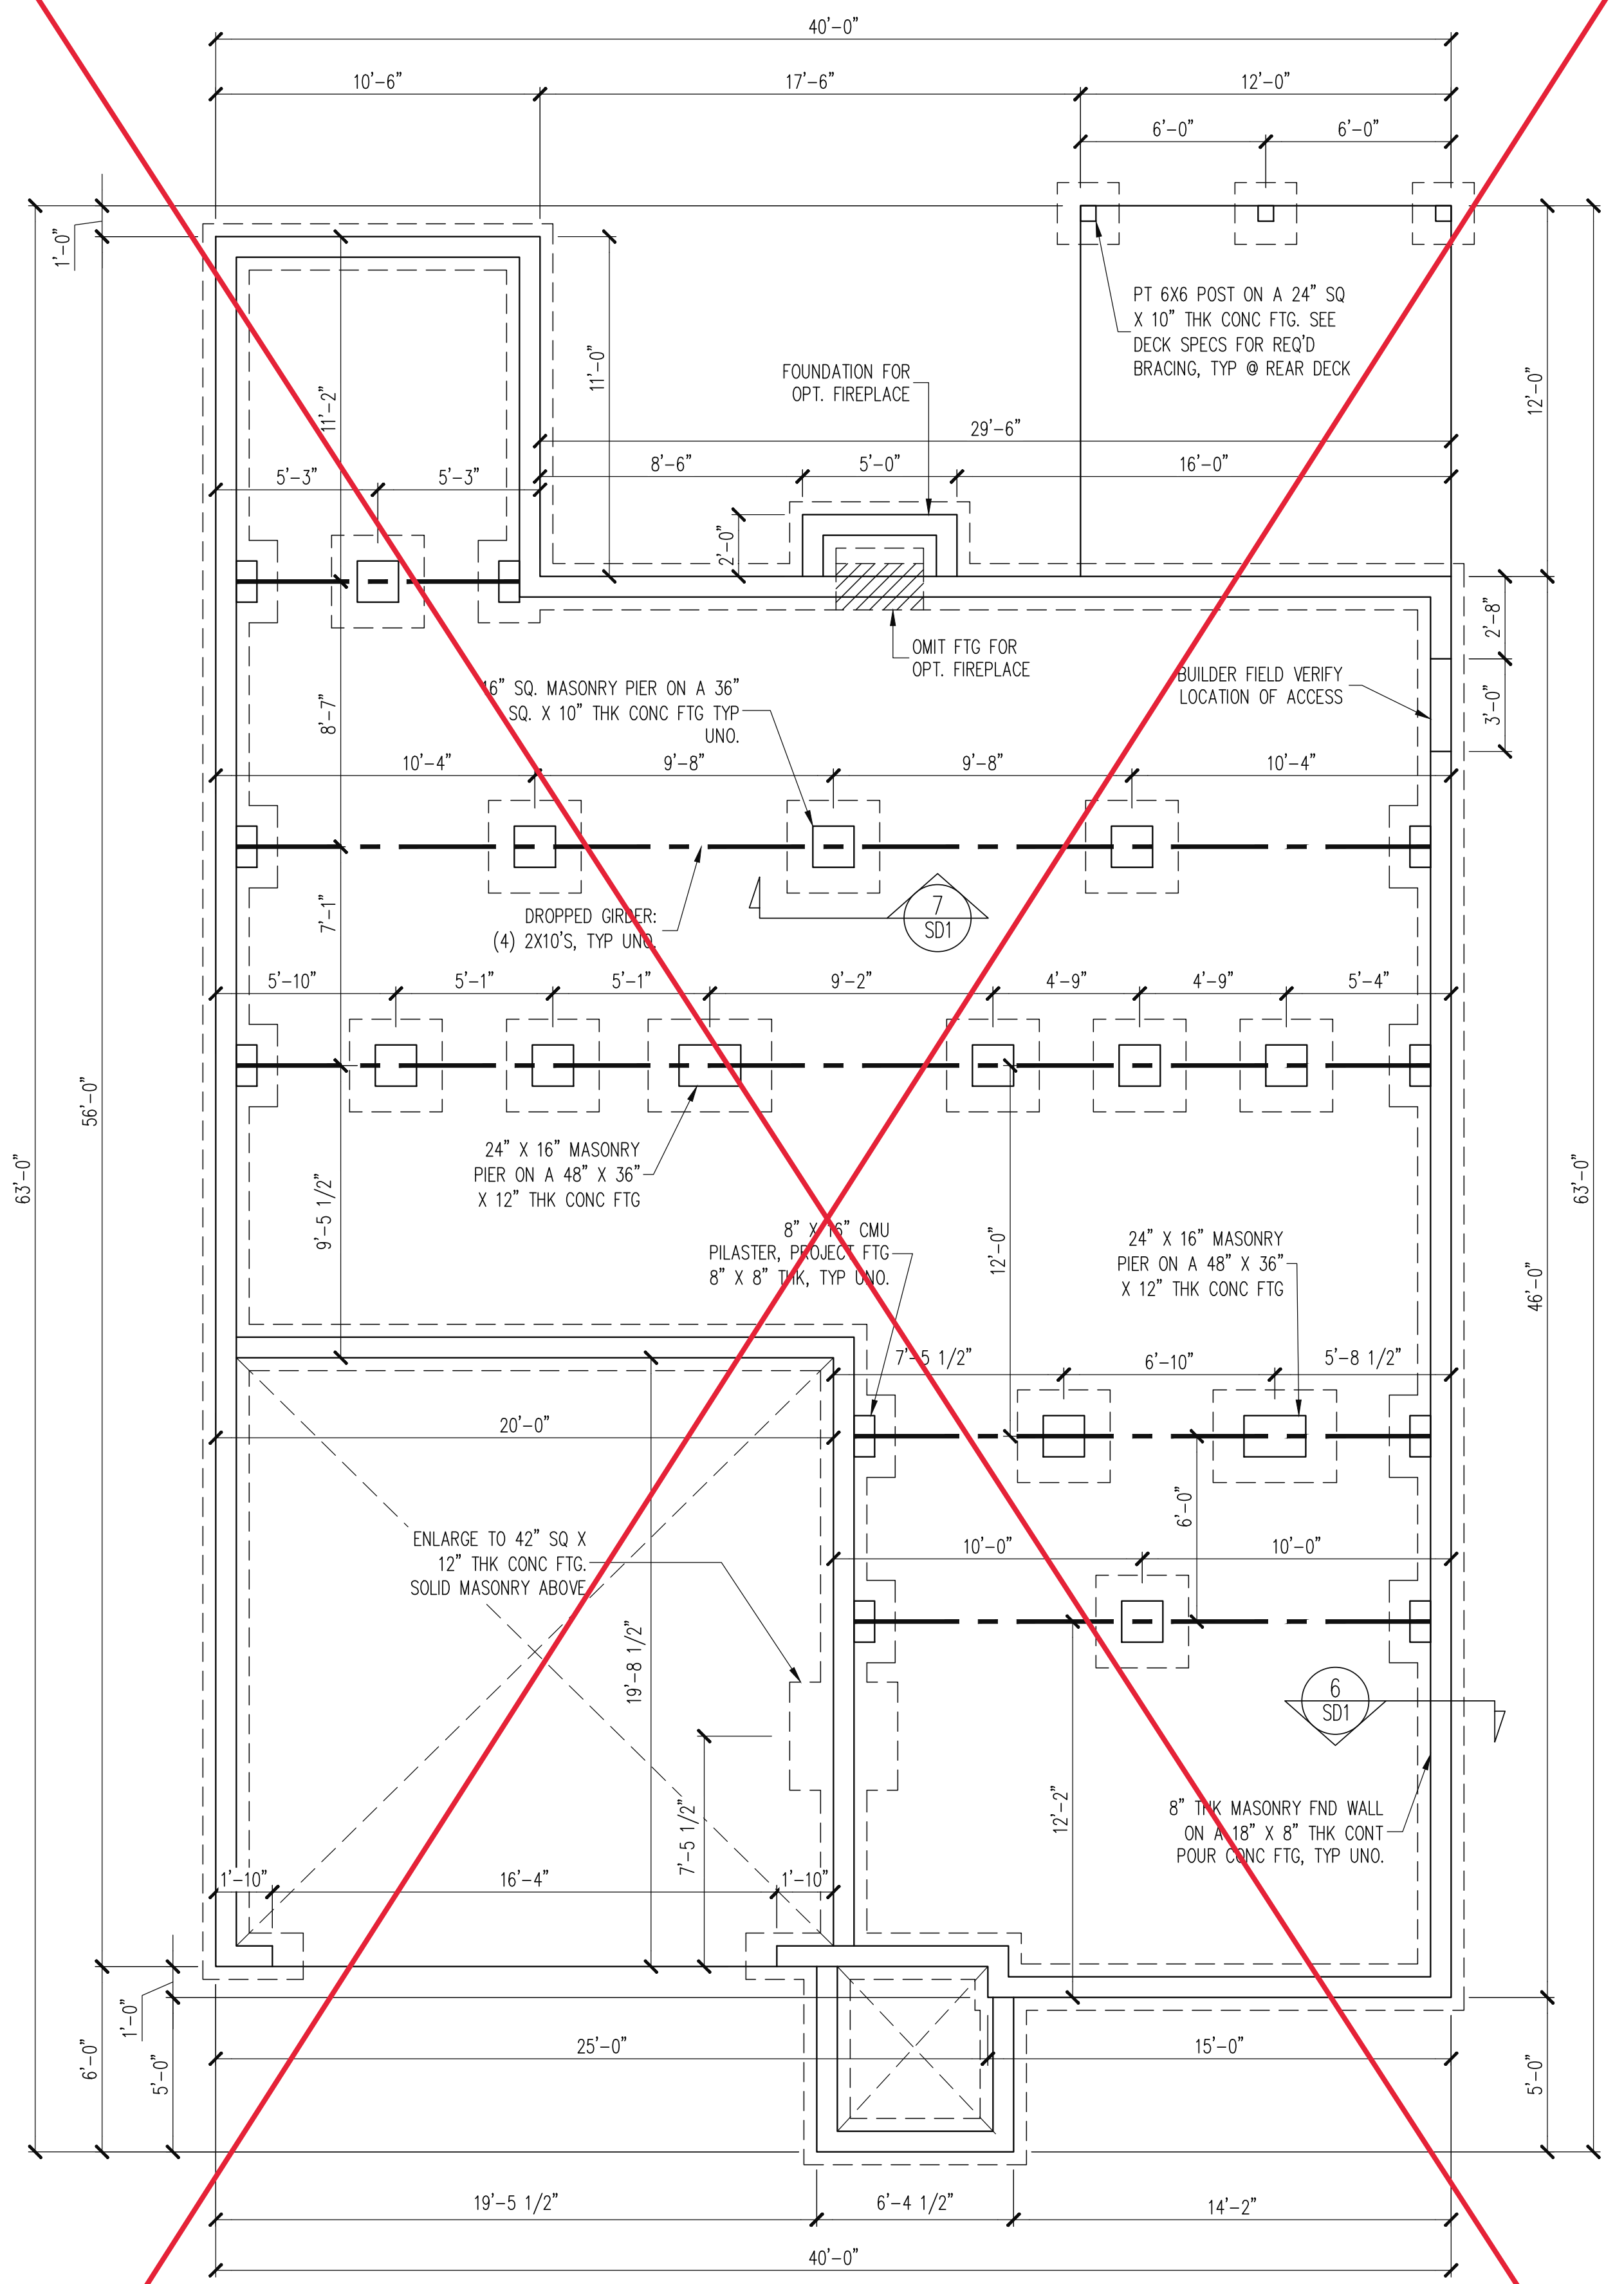 40'-0"
10'-6"
17'-6"
12'-0"
6'-0"
6'-0"
1'-0"
PT 6X6 POST ON A 24" SQ
X 10" THK CONC FTG. SEE
DECK SPECS FOR REQ'D
BRACING, TYP @ REAR DECK
11'-2"
11'-0"
12'-0"
FOUNDATION FOR
OPT. FIREPLACE
29'-6"
5'-3"
5'-3"
8'-6"
5'-0"
16'-0"
2'-0"
2'-8"
OMIT FTG FOR
OPT. FIREPLACE
BUILDER FIELD VERIFY
LOCATION OF ACCESS
3'-0"
8'-7"
16" SQ. MASONRY PIER ON A 36"
SQ. X 10" THK CONC FTG TYP
UNO.
10'-4"
9'-8"
9'-8"
10'-4"
7'-1"
DROPPED GIRDER:
(4) 2X10'S, TYP UNO.
7
SD1
5'-10"
5'-1"
5'-1"
9'-2"
4'-9"
4'-9"
5'-4"
56'-0"
63'-0"
63'-0"
24" X 16" MASONRY
PIER ON A 48" X 36"
X 12" THK CONC FTG
9'-5 1/2"
8" X 16" CMU
PILASTER, PROJECT FTG
8" X 8" THK, TYP UNO.
12'-0"
24" X 16" MASONRY
PIER ON A 48" X 36"
X 12" THK CONC FTG
46'-0"
7'-5 1/2"
6'-10"
5'-8 1/2"
20'-0"
6'-0"
ENLARGE TO 42" SQ X
12" THK CONC FTG.
SOLID MASONRY ABOVE
10'-0"
10'-0"
19'-8 1/2"
6
SD1
7'-5 1/2"
12'-2"
8" THK MASONRY FND WALL
ON A 18" X 8" THK CONT
POUR CONC FTG, TYP UNO.
1'-10"
16'-4"
1'-10"
1'-0"
6'-0"
5'-0"
25'-0"
15'-0"
5'-0"
19'-5 1/2"
6'-4 1/2"
14'-2"
40'-0"